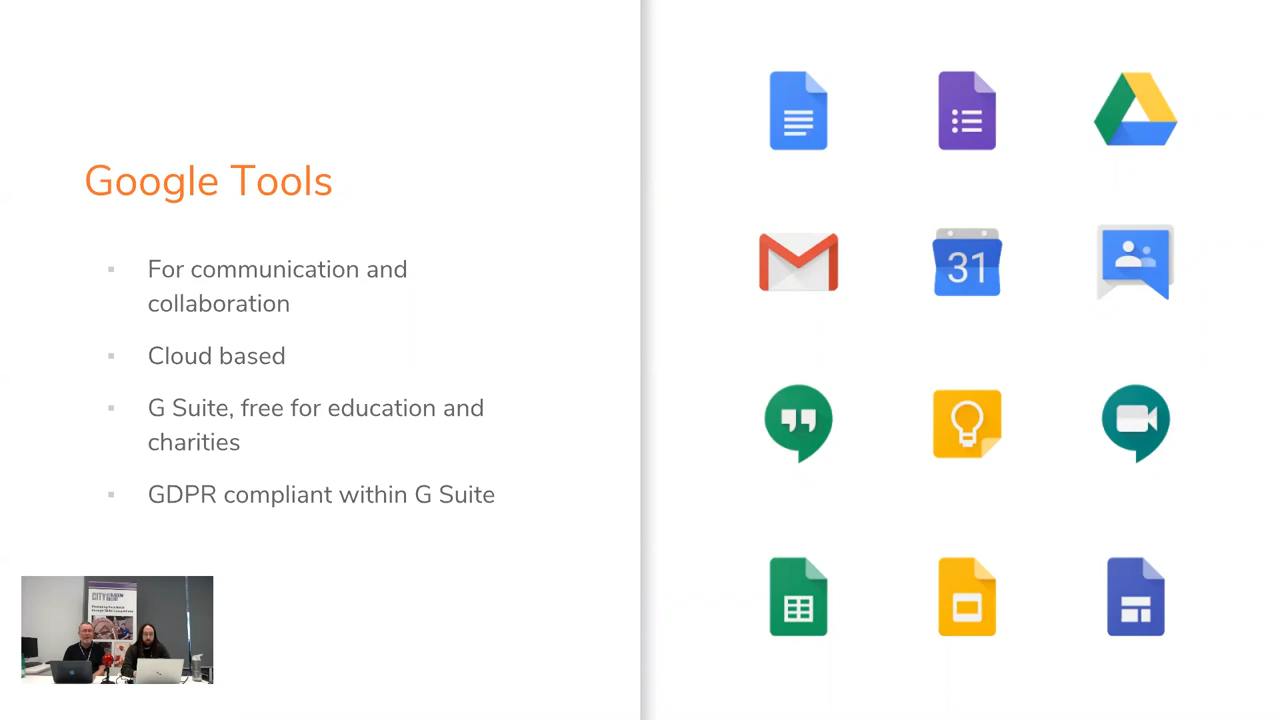 Google Tools
For communication and
collaboration
Cloud based
G Suite, free for education and
charities
GDPR compliant within G Suite
31
CITY